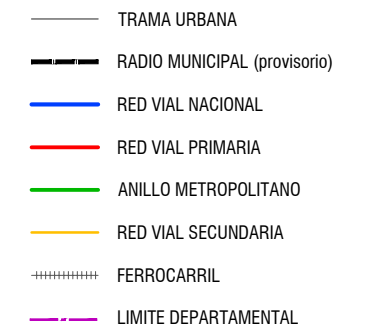 TRAMA URBANA
RADIO MUNICIPAL (provisorio)
RED VIAL NACIONAL
RED VIAL PRIMARIA
ANILLO METROPOLITANO
RED VIAL SECUNDARIA
FERROCARRIL
LIMITE DEPARTAMENTAL